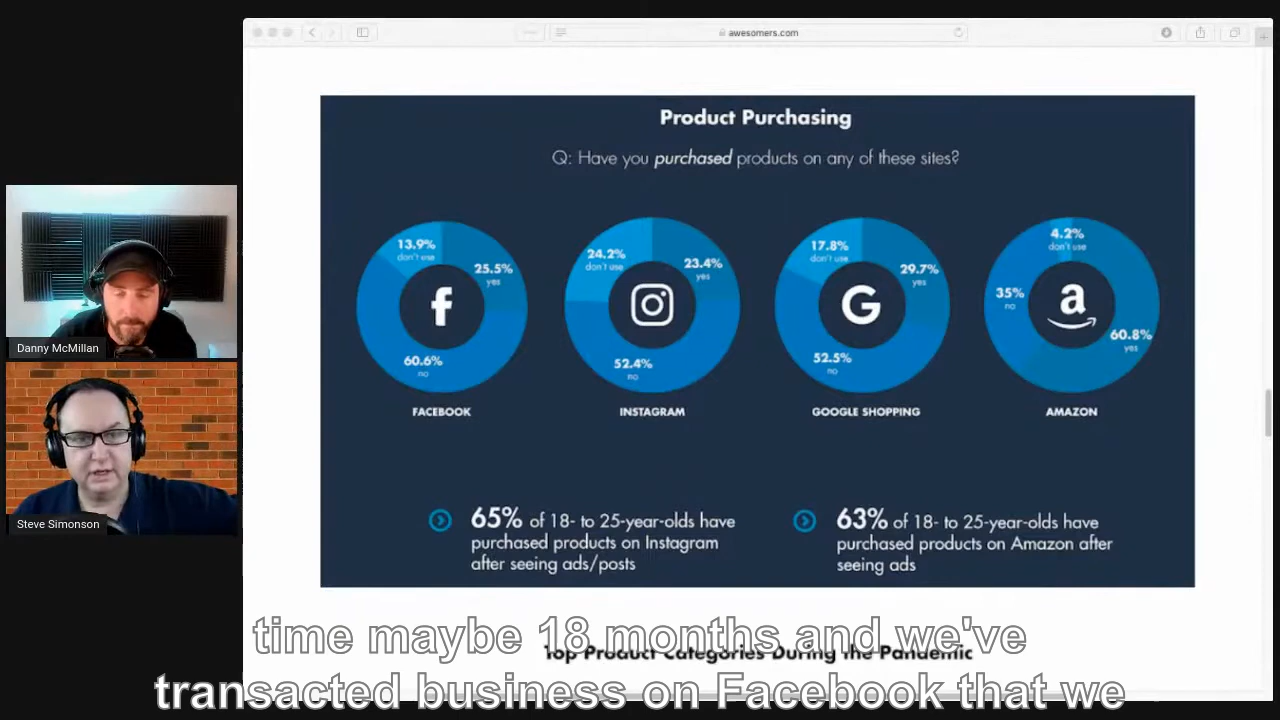 awesomers.com
Product Purchasing
Q: Have you purchased products on any of these sites?
13.9%
don't use
25.5%
yes
60.6%
no
FACEBOOK
24.2%
don't use
23.4%
yes
52.4%
no
INSTAGRAM
17.8%
don't use
29.7%
yes
52.5%
no
GOOGLE SHOPPING
4.2%
don't use
35%
no
60.8%
yes
AMAZON
65% of 18- to 25-year-olds have
purchased products on Instagram
after seeing ads/posts
63% of 18- to 25-year-olds have
purchased products on Amazon after
seeing ads
Danny McMillan
Steve Simonson
Top Product Categories During the Pandemic
time maybe 18 months and we've
transacted business on Facebook that we